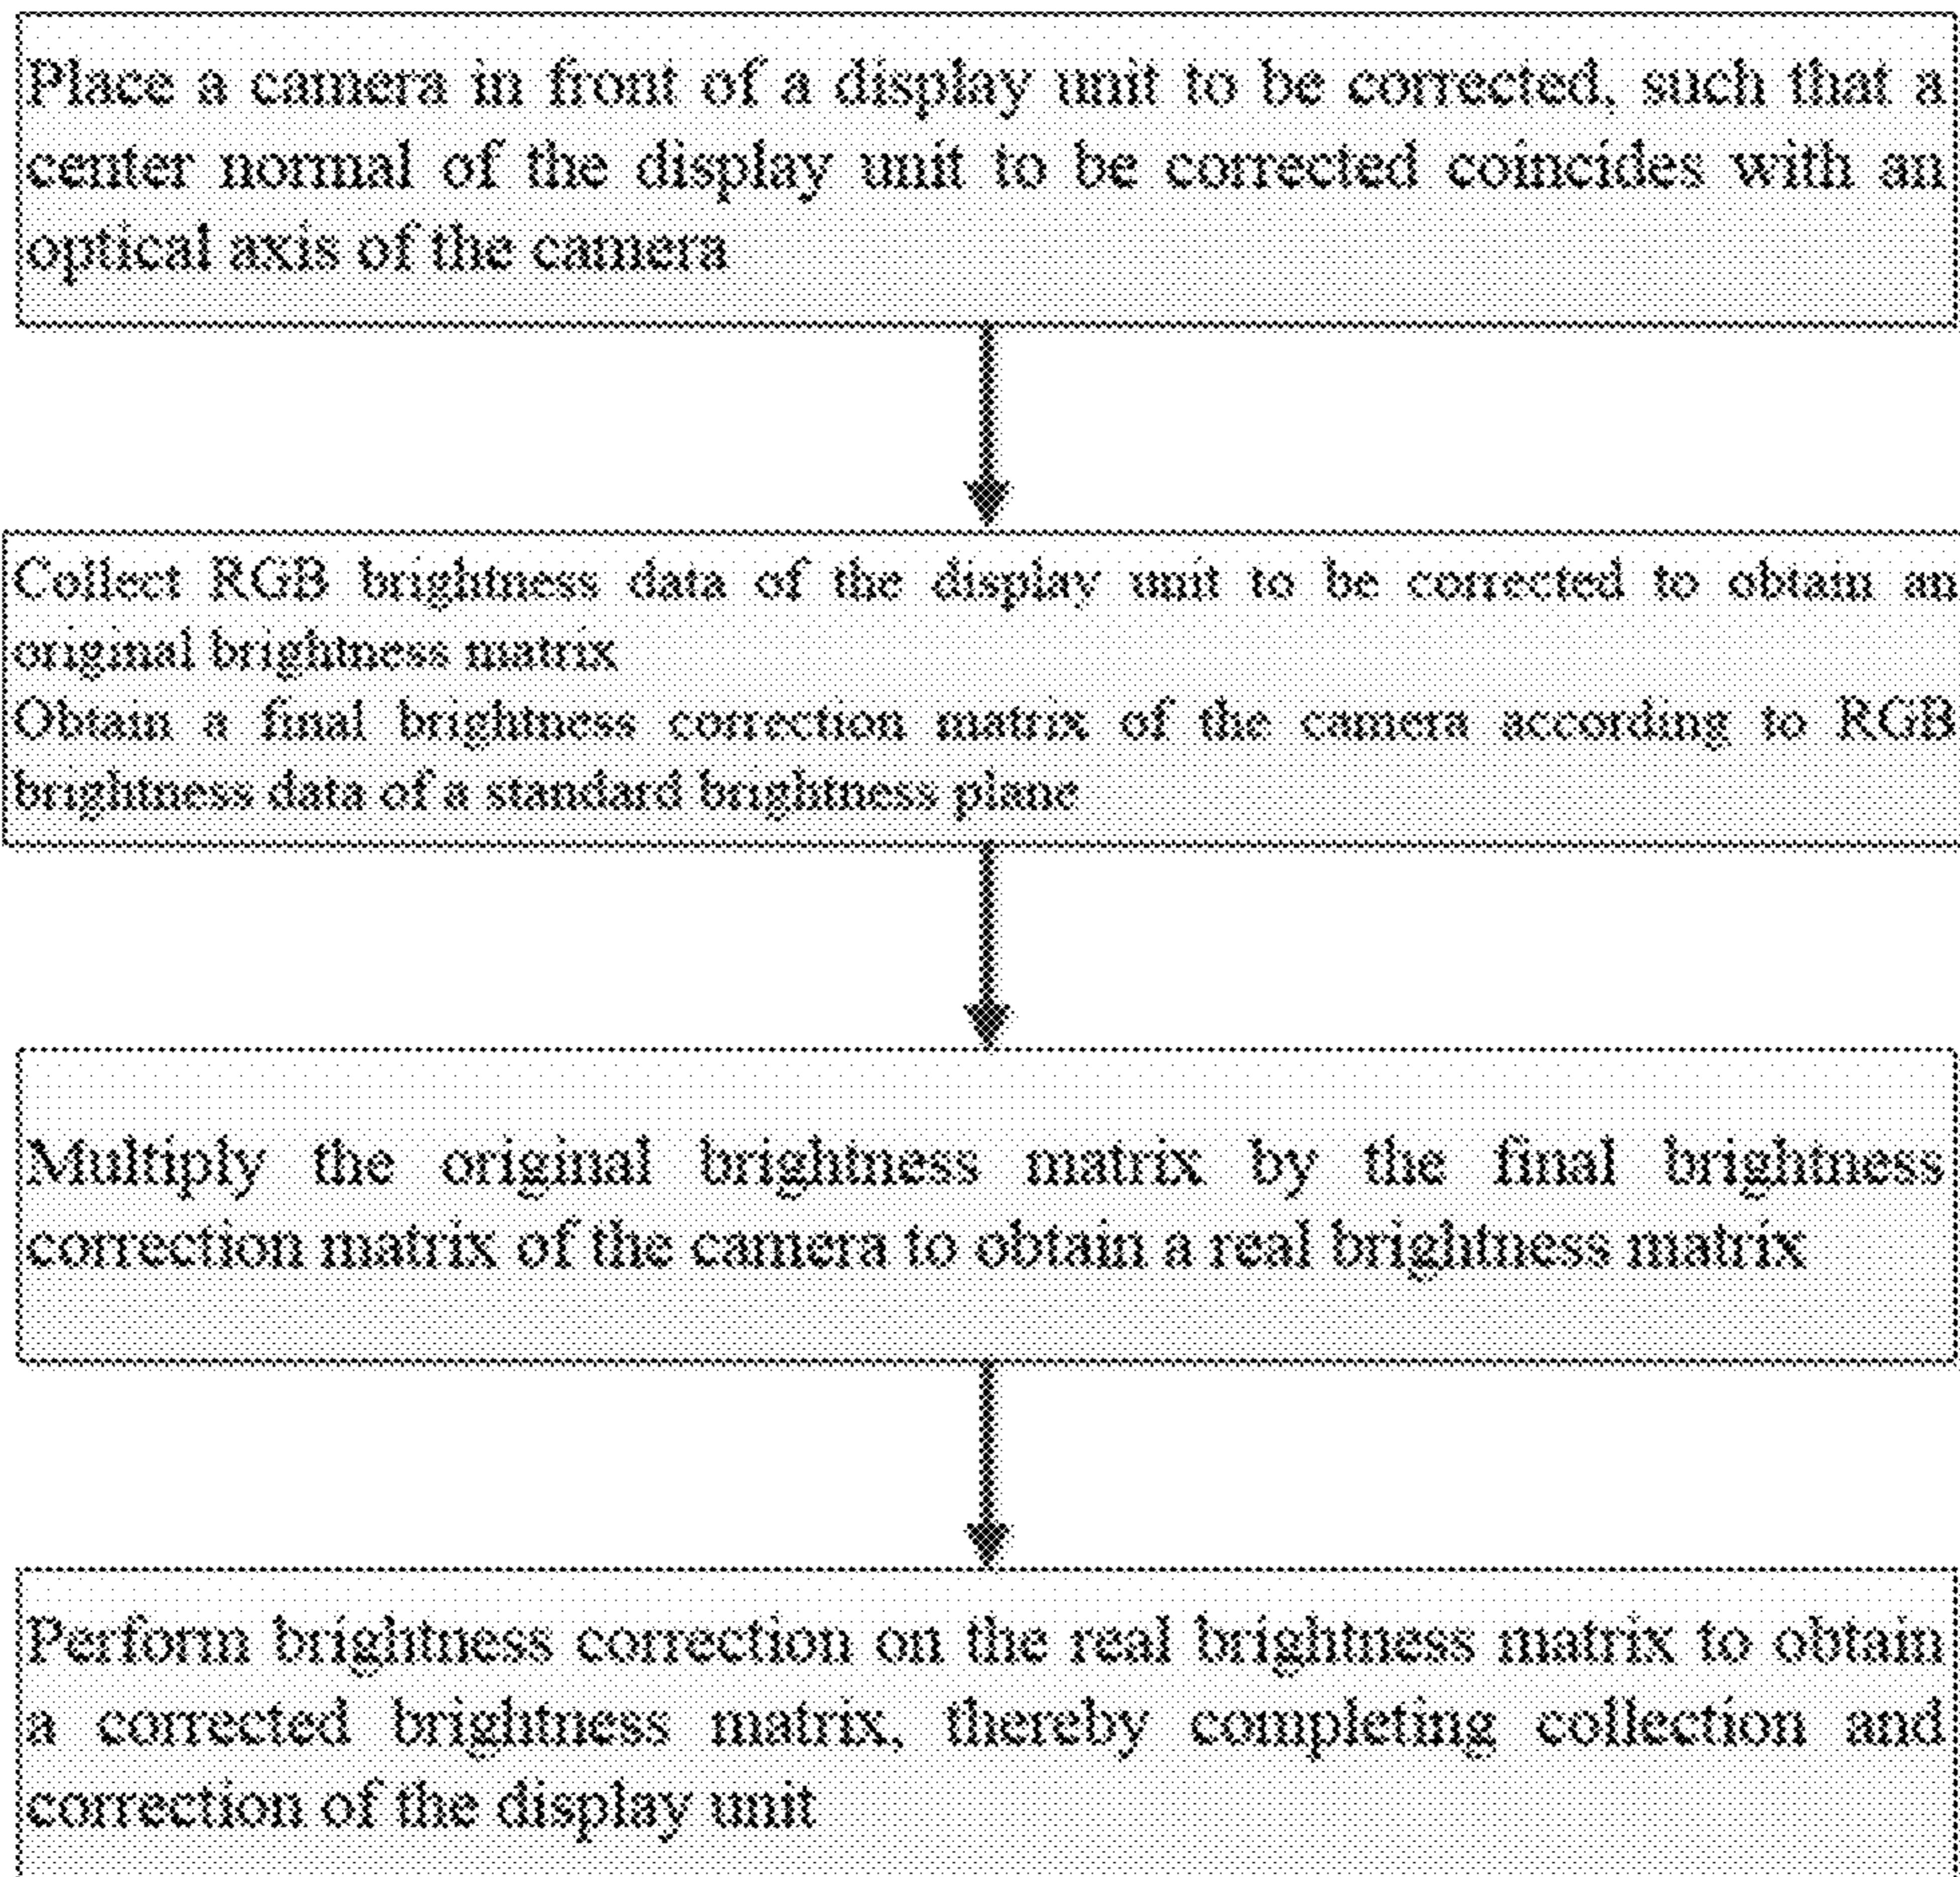 Place a camera in front of a display unit to be corrected, such that a
center normal of the display unit to be corrected coincides with an
optical axis of the camera
Collect RGB brightness data of the display unit to be corrected to obtain an
original brightness matrix
Obtain a final brightness correction matrix of the camera according to RGB
brightness data of a standard brightness plane
Multiply the original brightness matrix by the final brightness
correction matrix of the camera to obtain a real brightness matrix
Perform brightness correction on the real brightness matrix to obtain
a corrected brightness matrix, thereby completing collection and
correction of the display unit